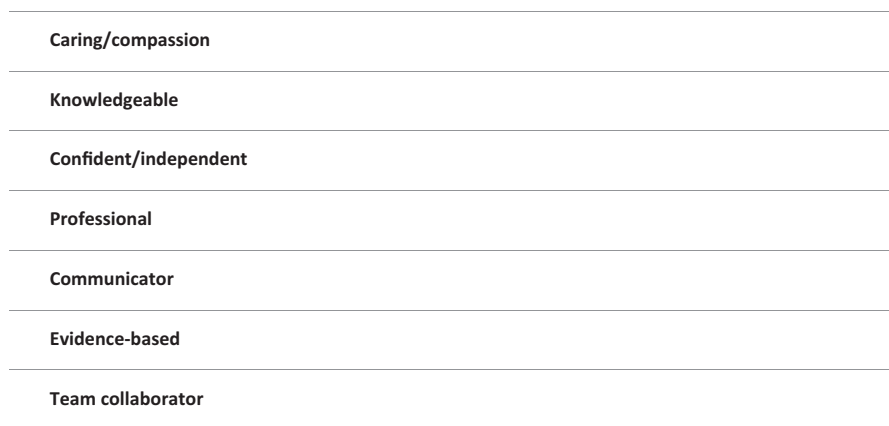 Caring/compassion
Knowledgeable
Confident/independent
Professional
Communicator
Evidence-based
Team collaborator